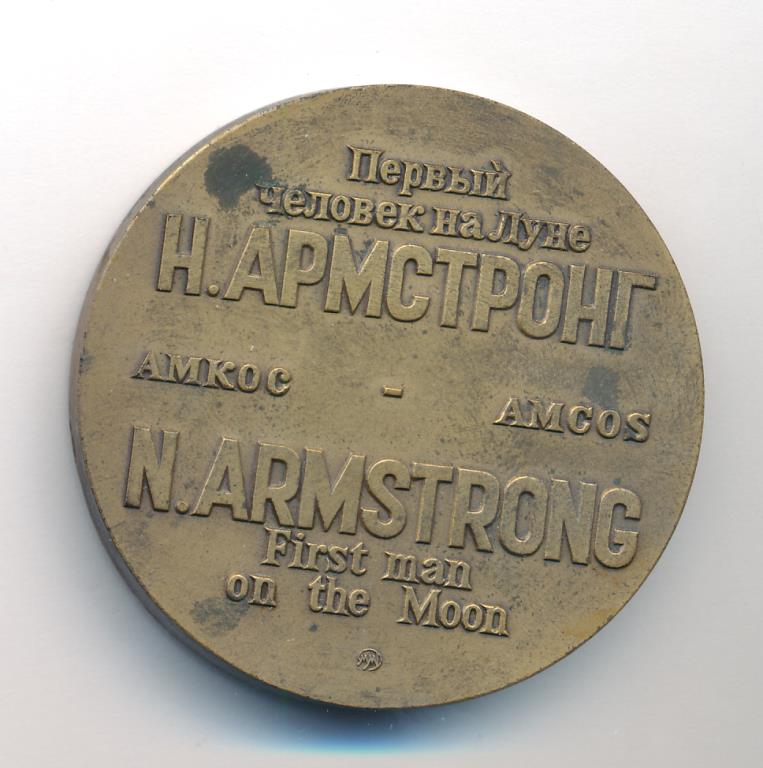 Первый
человек на Луне
Н.АРМСТРОНГ
АМКОС - AMCOS
N.ARMSTRONG
First man
on the Moon